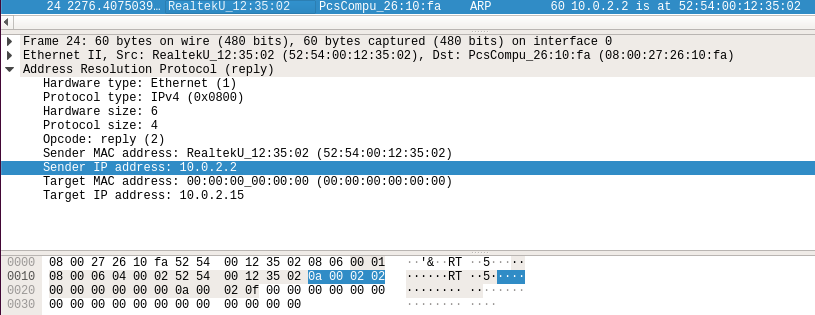 24 2276.4075039… RealtekU_12:35:02 PcsCompu_26:10:fa ARP 60 10.0.2.2 is at 52:54:00:12:35:02
Frame 24: 60 bytes on wire (480 bits), 60 bytes captured (480 bits) on interface 0
Ethernet II, Src: RealtekU_12:35:02 (52:54:00:12:35:02), Dst: PcsCompu_26:10:fa (08:00:27:26:10:fa)
Address Resolution Protocol (reply)
Hardware type: Ethernet (1)
Protocol type: IPv4 (0x0800)
Hardware size: 6
Protocol size: 4
Opcode: reply (2)
Sender MAC address: RealtekU_12:35:02 (52:54:00:12:35:02)
Sender IP address: 10.0.2.2
Target MAC address: 00:00:00_00:00:00 (00:00:00:00:00:00)
Target IP address: 10.0.2.15
0000 08 00 27 26 10 fa 52 54 00 12 35 02 08 06 00 01 ··'&··RT ··5·····
0010 08 00 06 04 00 02 52 54 00 12 35 02 0a 00 02 02 ······RT ··5·····
0020 00 00 00 00 00 00 0a 00 02 0f 00 00 00 00 00 00 ········ ········
0030 00 00 00 00 00 00 00 00 00 00 00 00 ········ ····